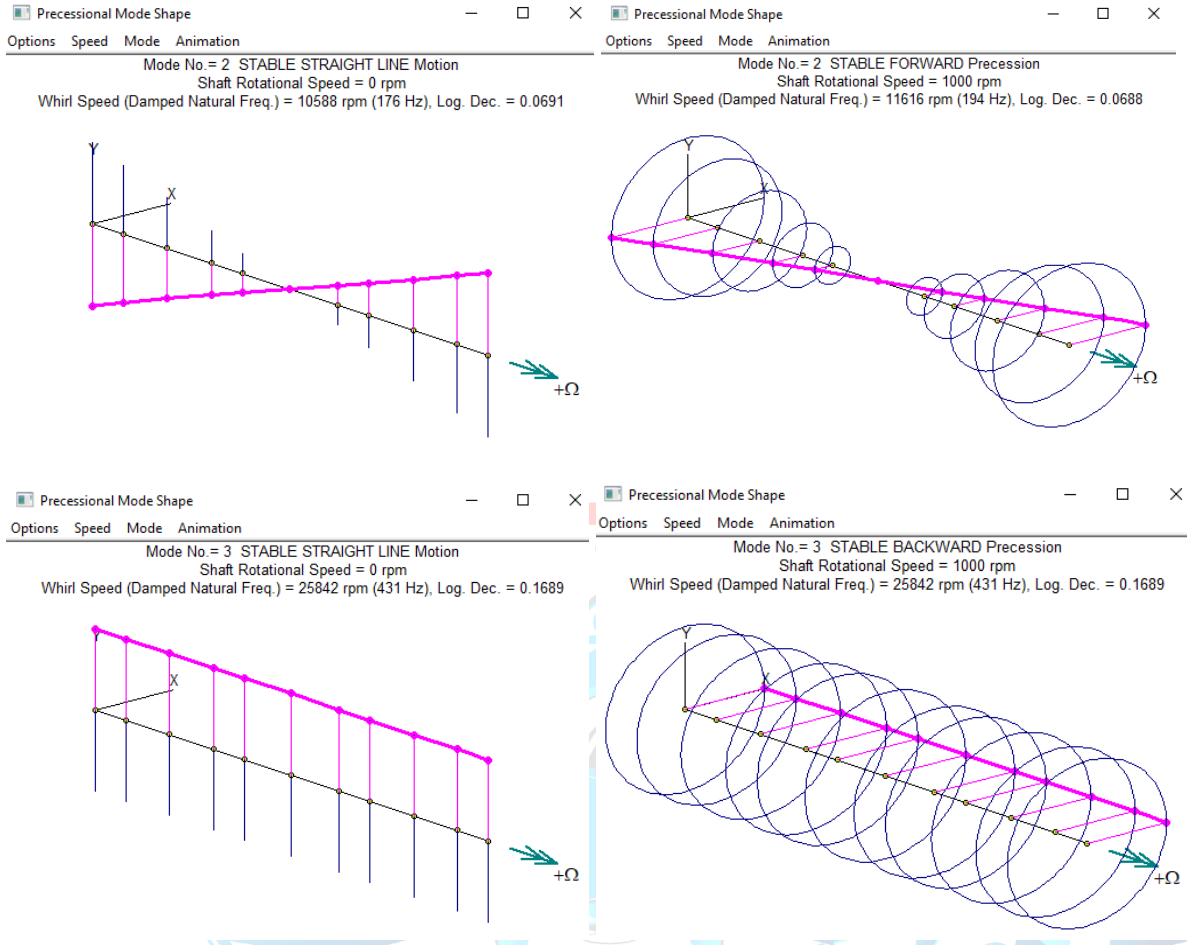 Precessional Mode Shape
Options Speed Mode Animation
Mode No.= 2 STABLE STRAIGHT LINE Motion
Shaft Rotational Speed = 0 rpm
Whirl Speed (Damped Natural Freq.) = 10588 rpm (176 Hz), Log. Dec. = 0.0691
Y
X
+Ω
Precessional Mode Shape
Options Speed Mode Animation
Mode No.= 2 STABLE FORWARD Precession
Shaft Rotational Speed = 1000 rpm
Whirl Speed (Damped Natural Freq.) = 11616 rpm (194 Hz), Log. Dec. = 0.0688
Y
X
+Ω
Precessional Mode Shape
Options Speed Mode Animation
Mode No.= 3 STABLE STRAIGHT LINE Motion
Shaft Rotational Speed = 0 rpm
Whirl Speed (Damped Natural Freq.) = 25842 rpm (431 Hz), Log. Dec. = 0.1689
Y
X
+Ω
Precessional Mode Shape
Options Speed Mode Animation
Mode No.= 3 STABLE BACKWARD Precession
Shaft Rotational Speed = 1000 rpm
Whirl Speed (Damped Natural Freq.) = 25842 rpm (431 Hz), Log. Dec. = 0.1689
Y
X
+Ω